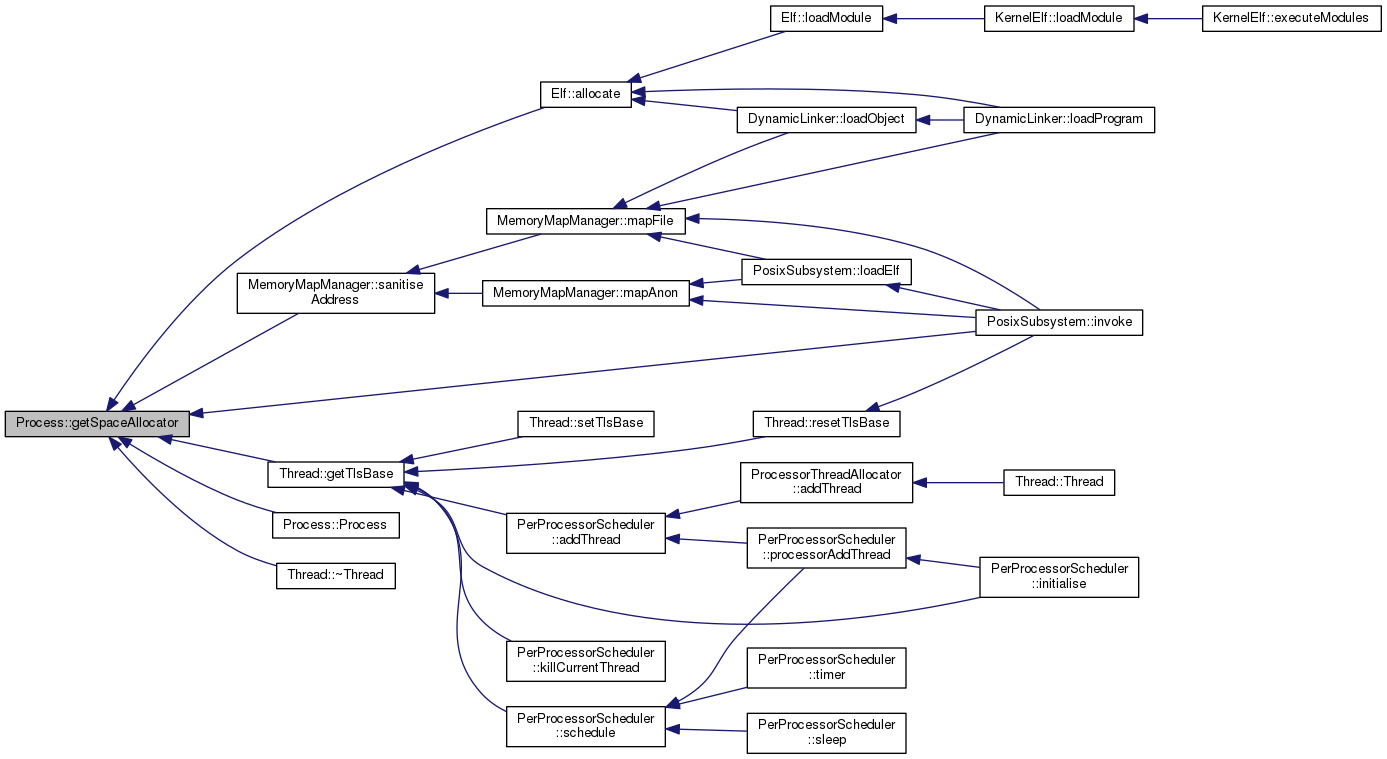 Elf::loadModule
KernelElf::loadModule
KernelElf::executeModules
Elf::allocate
DynamicLinker::loadObject
DynamicLinker::loadProgram
MemoryMapManager::mapFile
PosixSubsystem::loadElf
MemoryMapManager::sanitise
Address
MemoryMapManager::mapAnon
PosixSubsystem::invoke
Process::getSpaceAllocator
Thread::setTlsBase
Thread::resetTlsBase
Thread::getTlsBase
ProcessorThreadAllocator
::addThread
Thread::Thread
Process::Process
PerProcessorScheduler
::addThread
PerProcessorScheduler
::processorAddThread
Thread::~Thread
PerProcessorScheduler
::initialise
PerProcessorScheduler
::killCurrentThread
PerProcessorScheduler
::timer
PerProcessorScheduler
::schedule
PerProcessorScheduler
::sleep